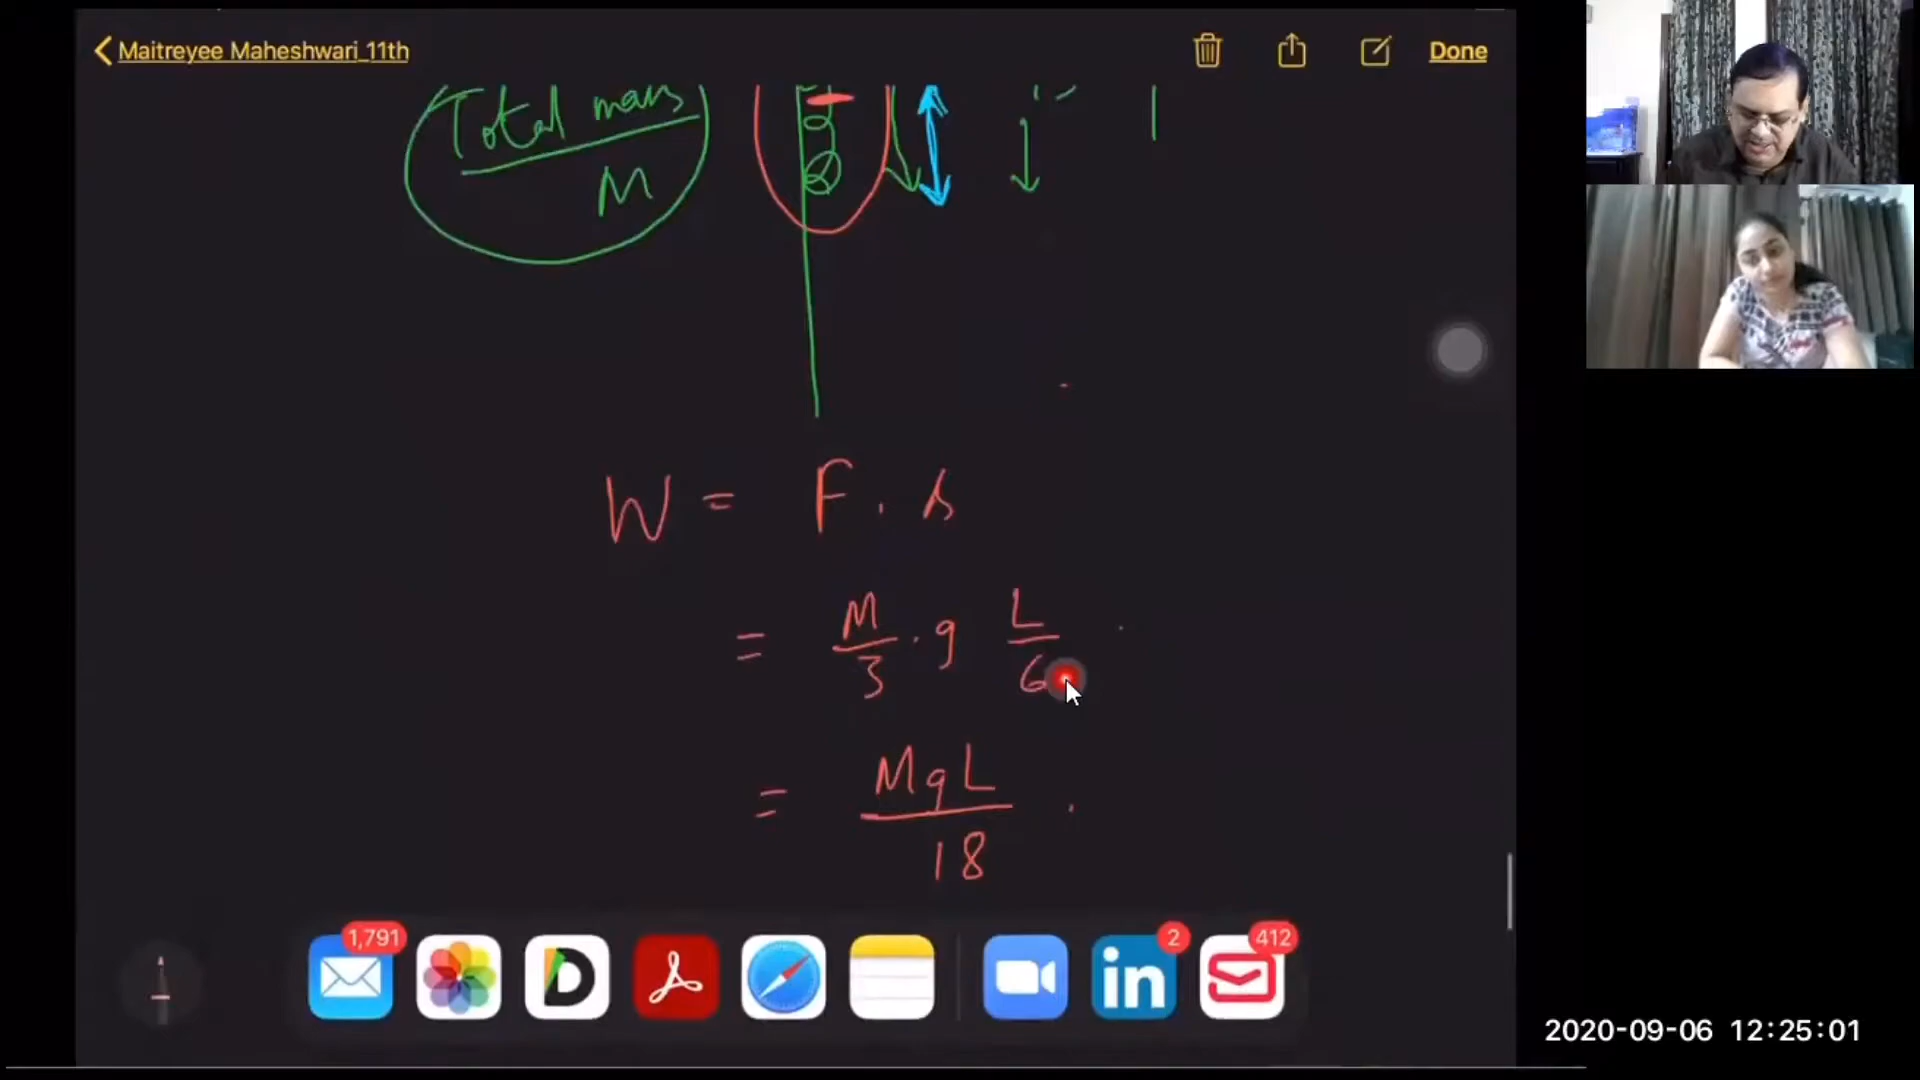 Maitreyee Maheshwari_11th
Done
Total mass
M
W = F . s
= M/3 . g L/6
= MgL/18 .
1,791
2
412
in
2020-09-06 12:25:01